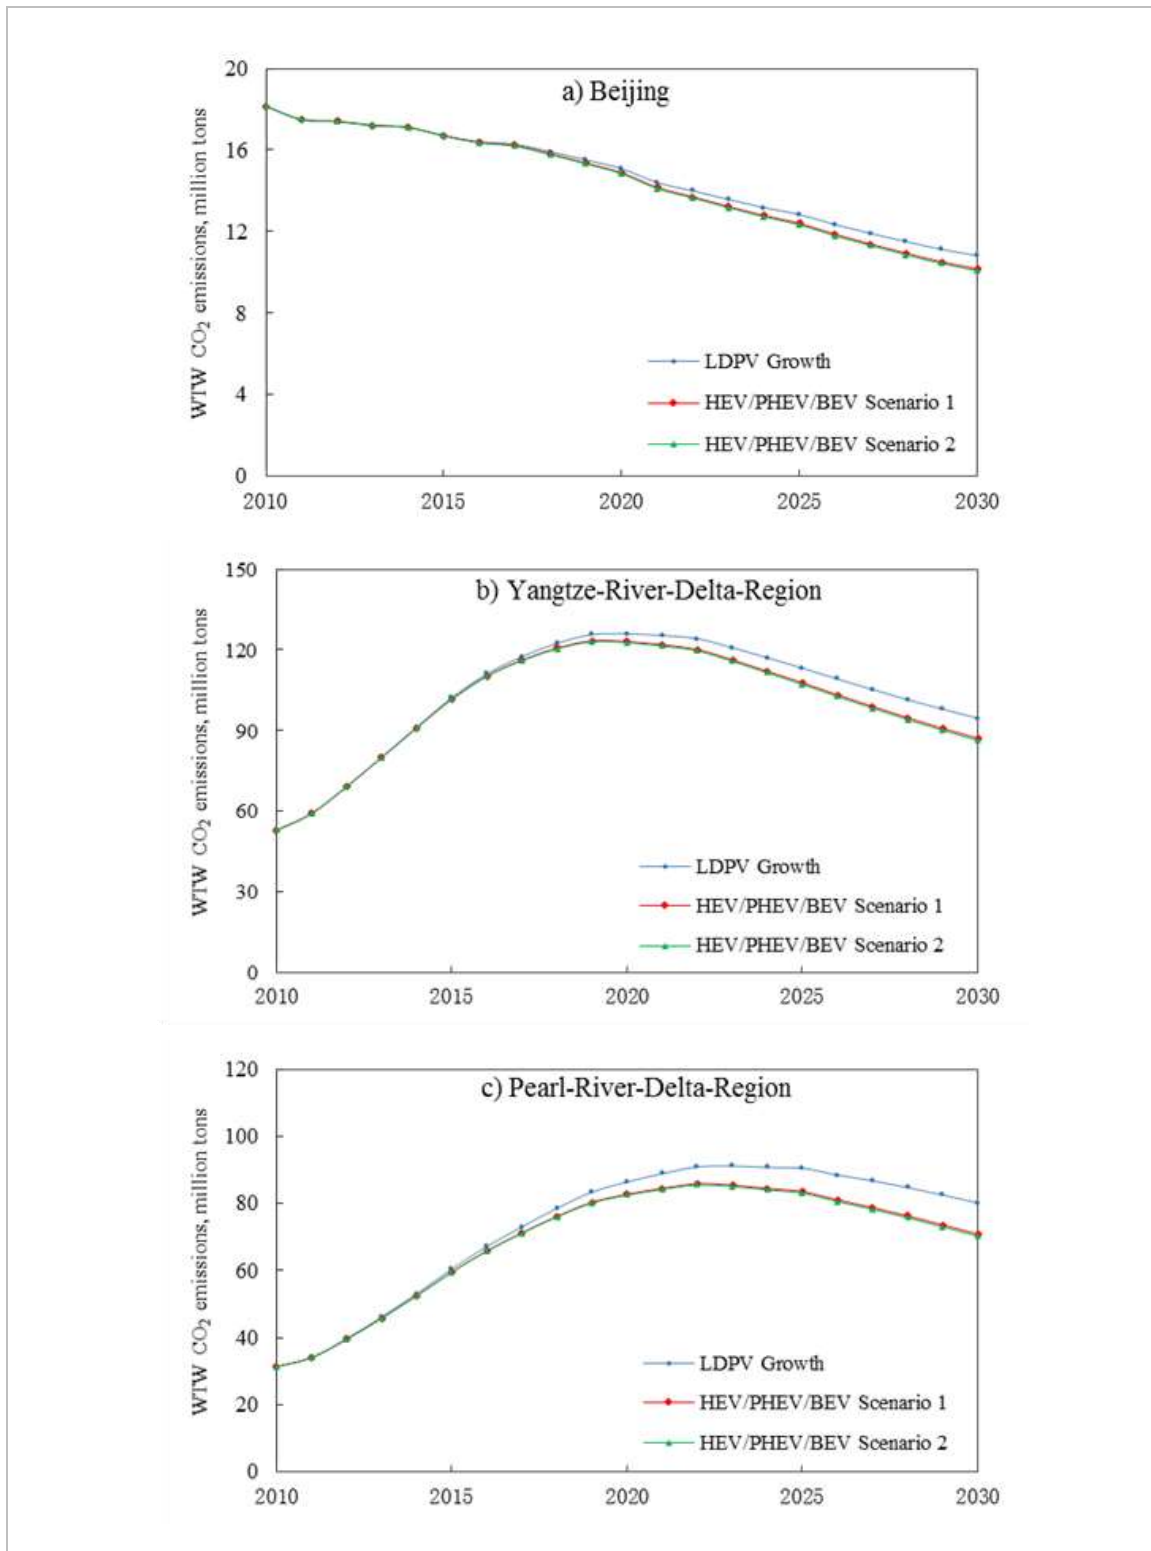 a) Beijing
WTW CO2 emissions, million tons
20
16
12
8
4
0
LDPV Growth
HEV/PHEV/BEV Scenario 1
HEV/PHEV/BEV Scenario 2
2010 2015 2020 2025 2030
b) Yangtze-River-Delta-Region
WTW CO2 emissions, million tons
150
120
90
60
30
0
LDPV Growth
HEV/PHEV/BEV Scenario 1
HEV/PHEV/BEV Scenario 2
2010 2015 2020 2025 2030
c) Pearl-River-Delta-Region
WTW CO2 emissions, million tons
120
100
80
60
40
20
0
LDPV Growth
HEV/PHEV/BEV Scenario 1
HEV/PHEV/BEV Scenario 2
2010 2015 2020 2025 2030